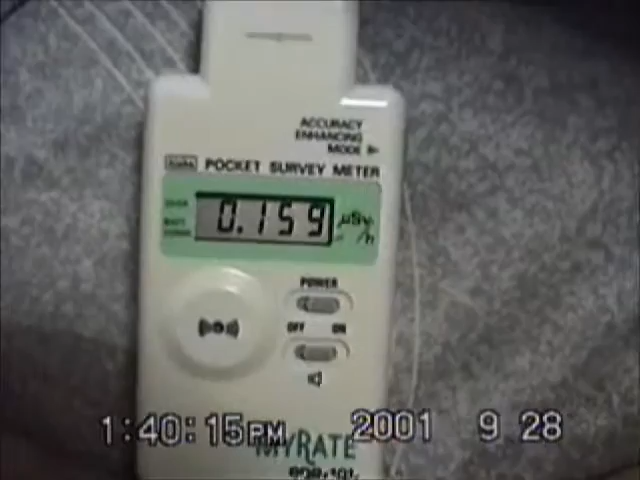 ACCURACY
ENHANCING
MODE
POCKET SURVEY METER
0.159 μSv/h
POWER
OFF ON
1:40:15PM 2001 9 28
MYRATE